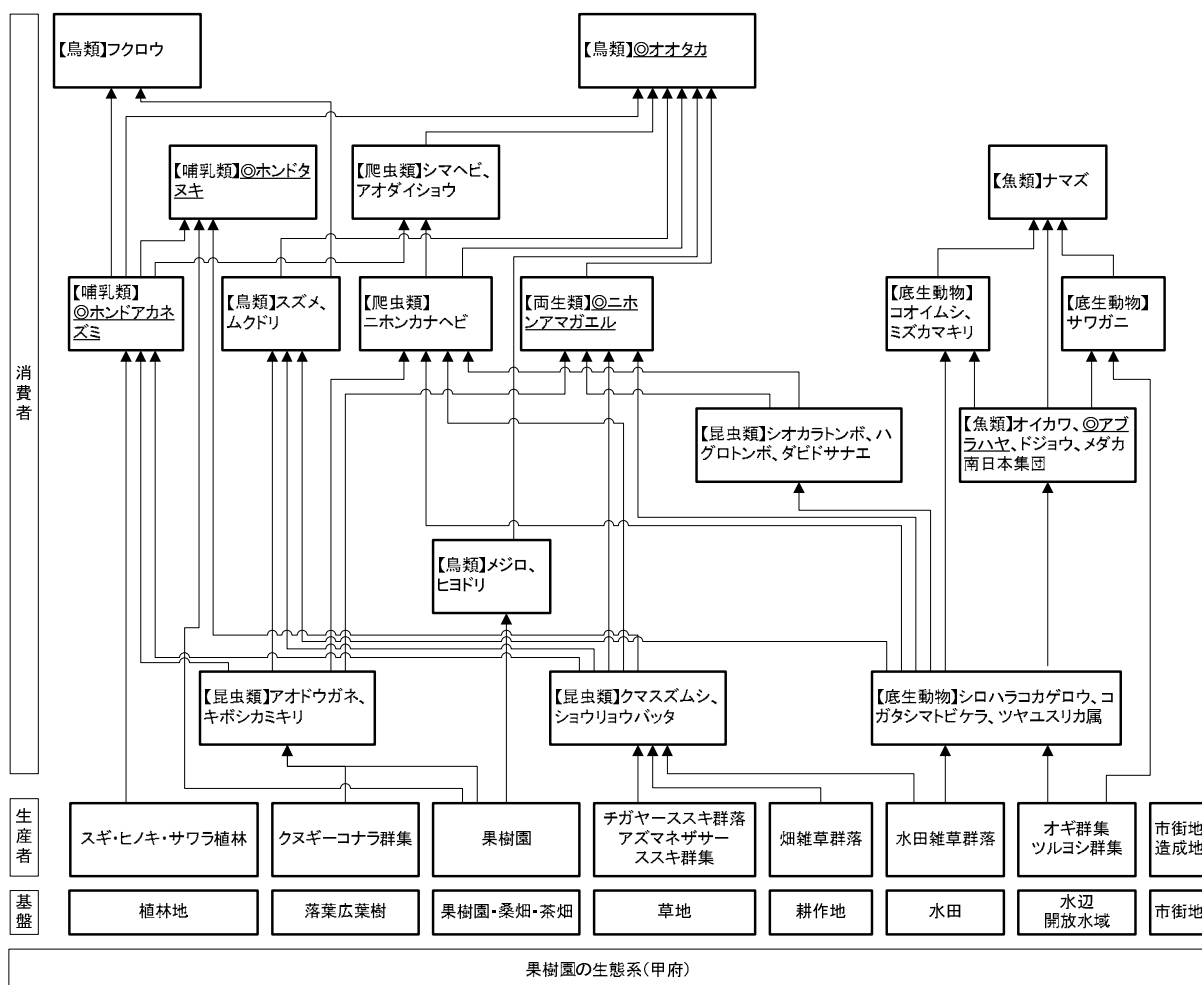 【鳥類】フクロウ
【鳥類】◎オオタカ
【哺乳類】◎ホンドタ
ヌキ
【爬虫類】シマヘビ、
アオダイショウ
【魚類】ナマズ
【哺乳類】
◎ホンドアカネ
ズミ
【鳥類】スズメ、
ムクドリ
【爬虫類】
ニホンカナヘビ
【両生類】◎ニホ
ンアマガエル
【底生動物】
コオイムシ、
ミズカマキリ
【底生動物】
サワガニ
消費者
【昆虫類】シオカラトンボ、ハ
グロトンボ、ダビドサナエ
【魚類】オイカワ、◎アブ
ラハヤ、ドジョウ、メダカ
南日本集団
【鳥類】メジロ、
ヒヨドリ
【昆虫類】アオドウガネ、
キボシカミキリ
【昆虫類】クマスズムシ、
ショウリョウバッタ
【底生動物】シロハラコカゲロウ、コ
ガタシマトビケラ、ツヤユスリカ属
生産者
スギ・ヒノキ・サワラ植林
クヌギーコナラ群集
果樹園
チガヤーススキ群落
アズマネザサー
ススキ群集
畑雑草群落
水田雑草群落
オギ群集
ツルヨシ群集
市街地
造成地
基盤
植林地
落葉広葉樹
果樹園・桑畑・茶畑
草地
耕作地
水田
水辺
開放水域
市街地
果樹園の生態系(甲府)